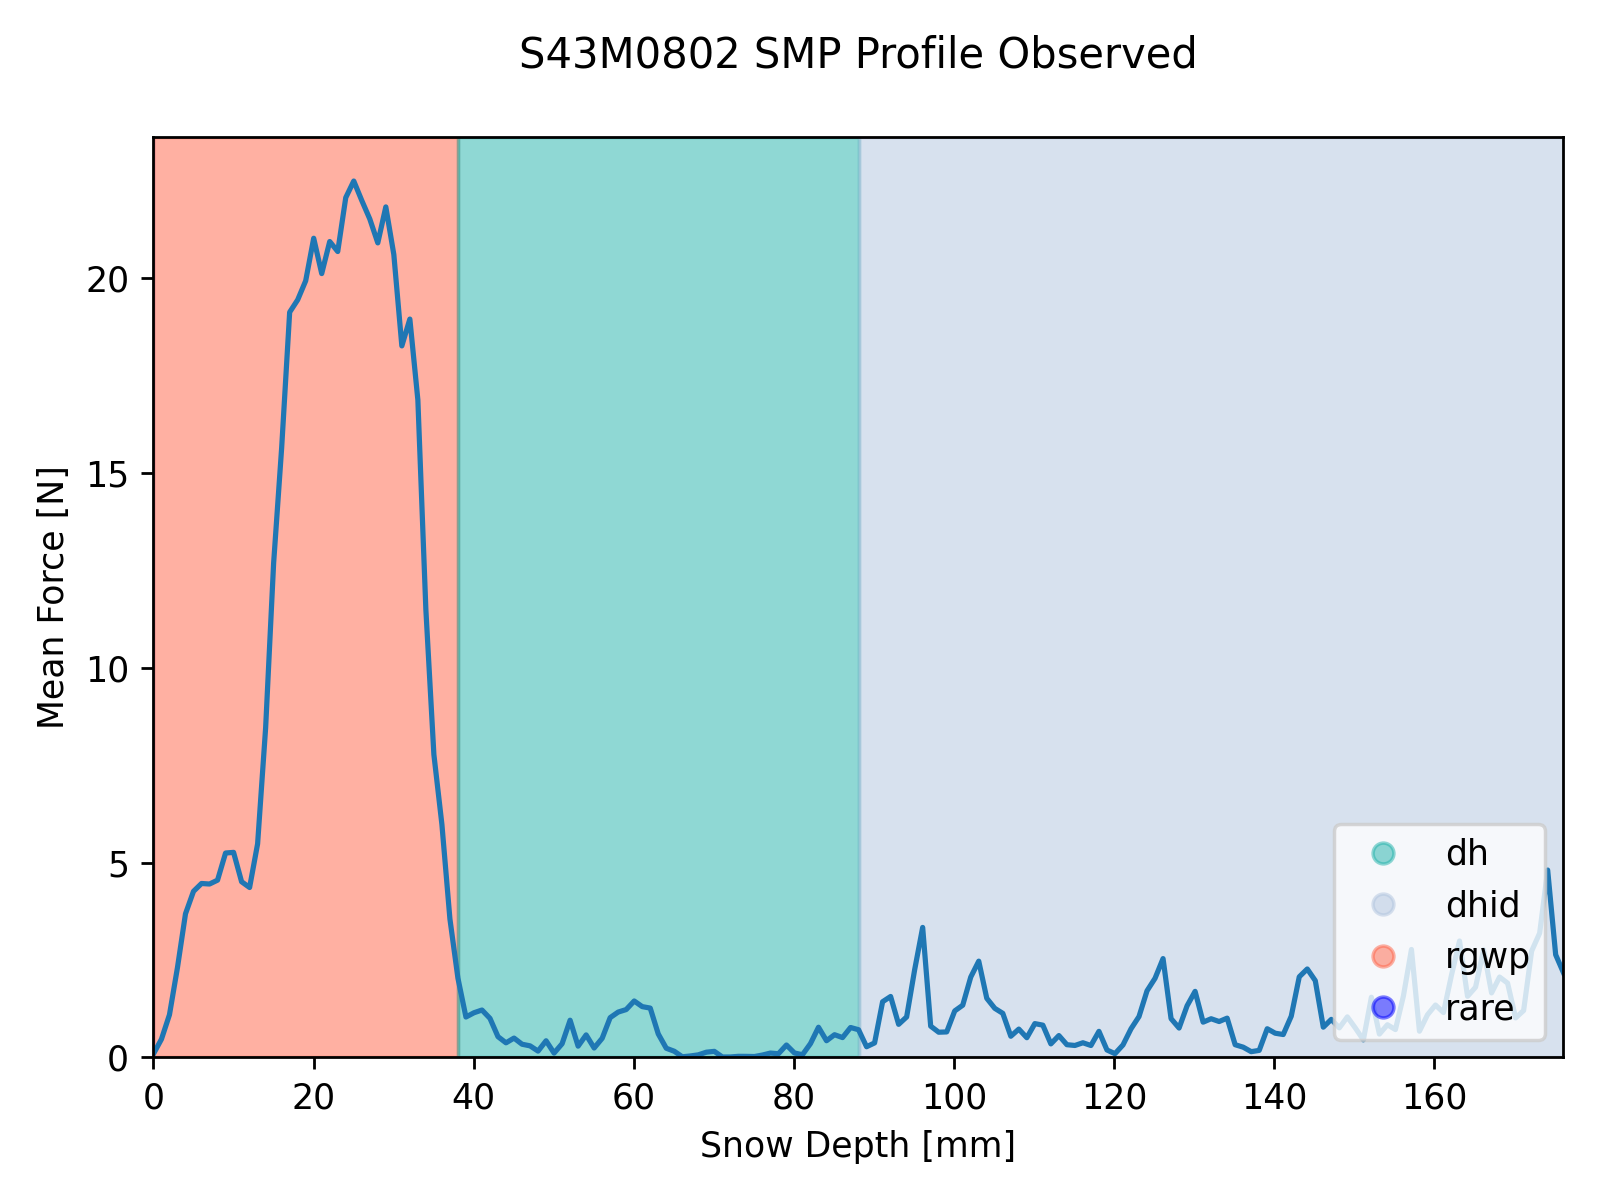 S43M0802 SMP Profile Observed
Mean Force [N]
20
15
10
5
0
0 20 40 60 80 100 120 140 160
Snow Depth [mm]
dh
dhid
rgwp
rare